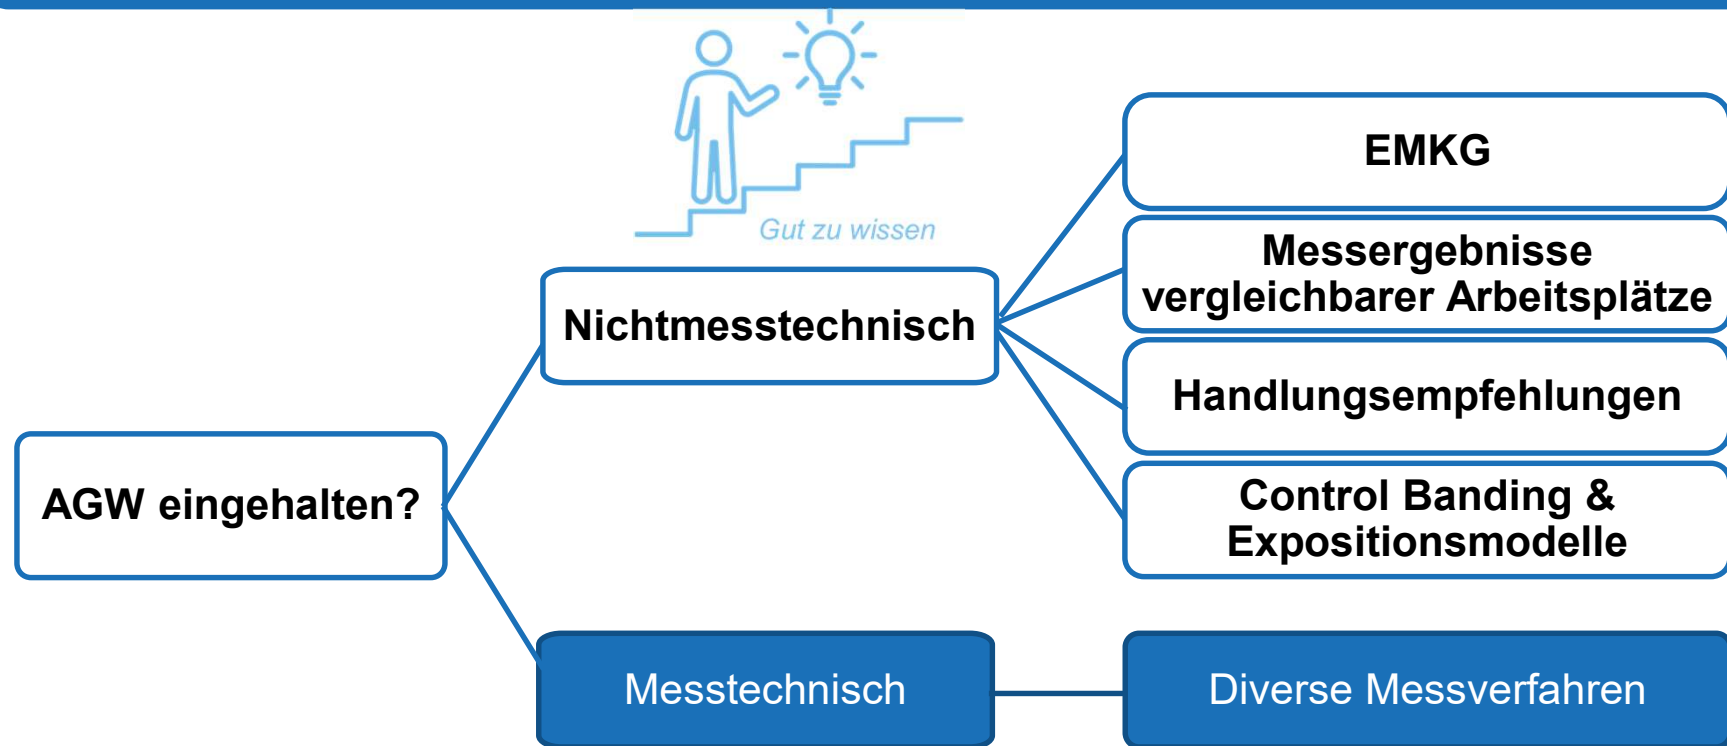 Gut zu wissen
AGW eingehalten?
Nichtmesstechnisch
EMKG
Messergebnisse
vergleichbarer Arbeitsplätze
Handlungsempfehlungen
Control Banding &
Expositionsmodelle
Messtechnisch
Diverse Messverfahren